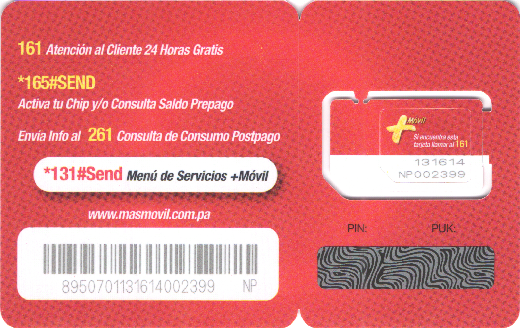 161 Atención al Cliente 24 Horas Gratis
*165#SEND
Activa tu Chip y/o Consulta Saldo Prepago
Envía Info al 261 Consulta de Consumo Postpago
*131#Send Menú de Servicios +Móvil
www.masmovil.com.pa
8950701131614002399 NP
+Móvil
Si encuentra esta
tarjeta llamar al 161
131614
NP002399
PIN: PUK: